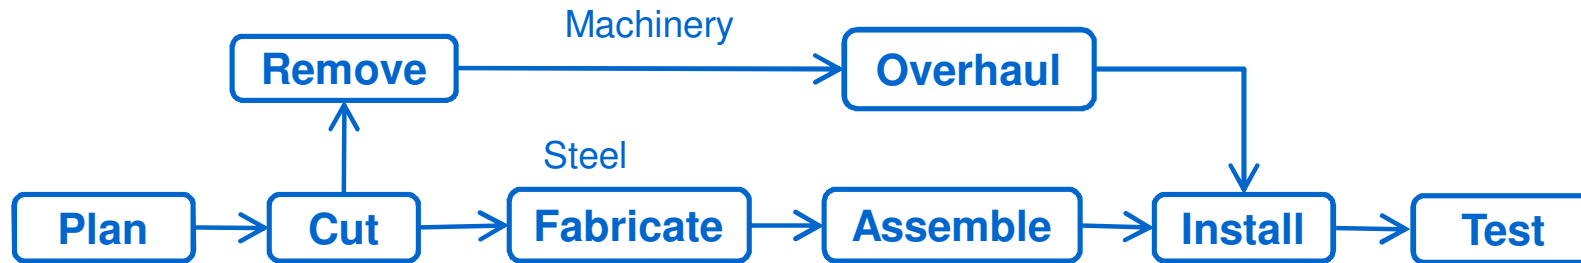 Machinery
Remove
Overhaul
Steel
Plan
Cut
Fabricate
Assemble
Install
Test